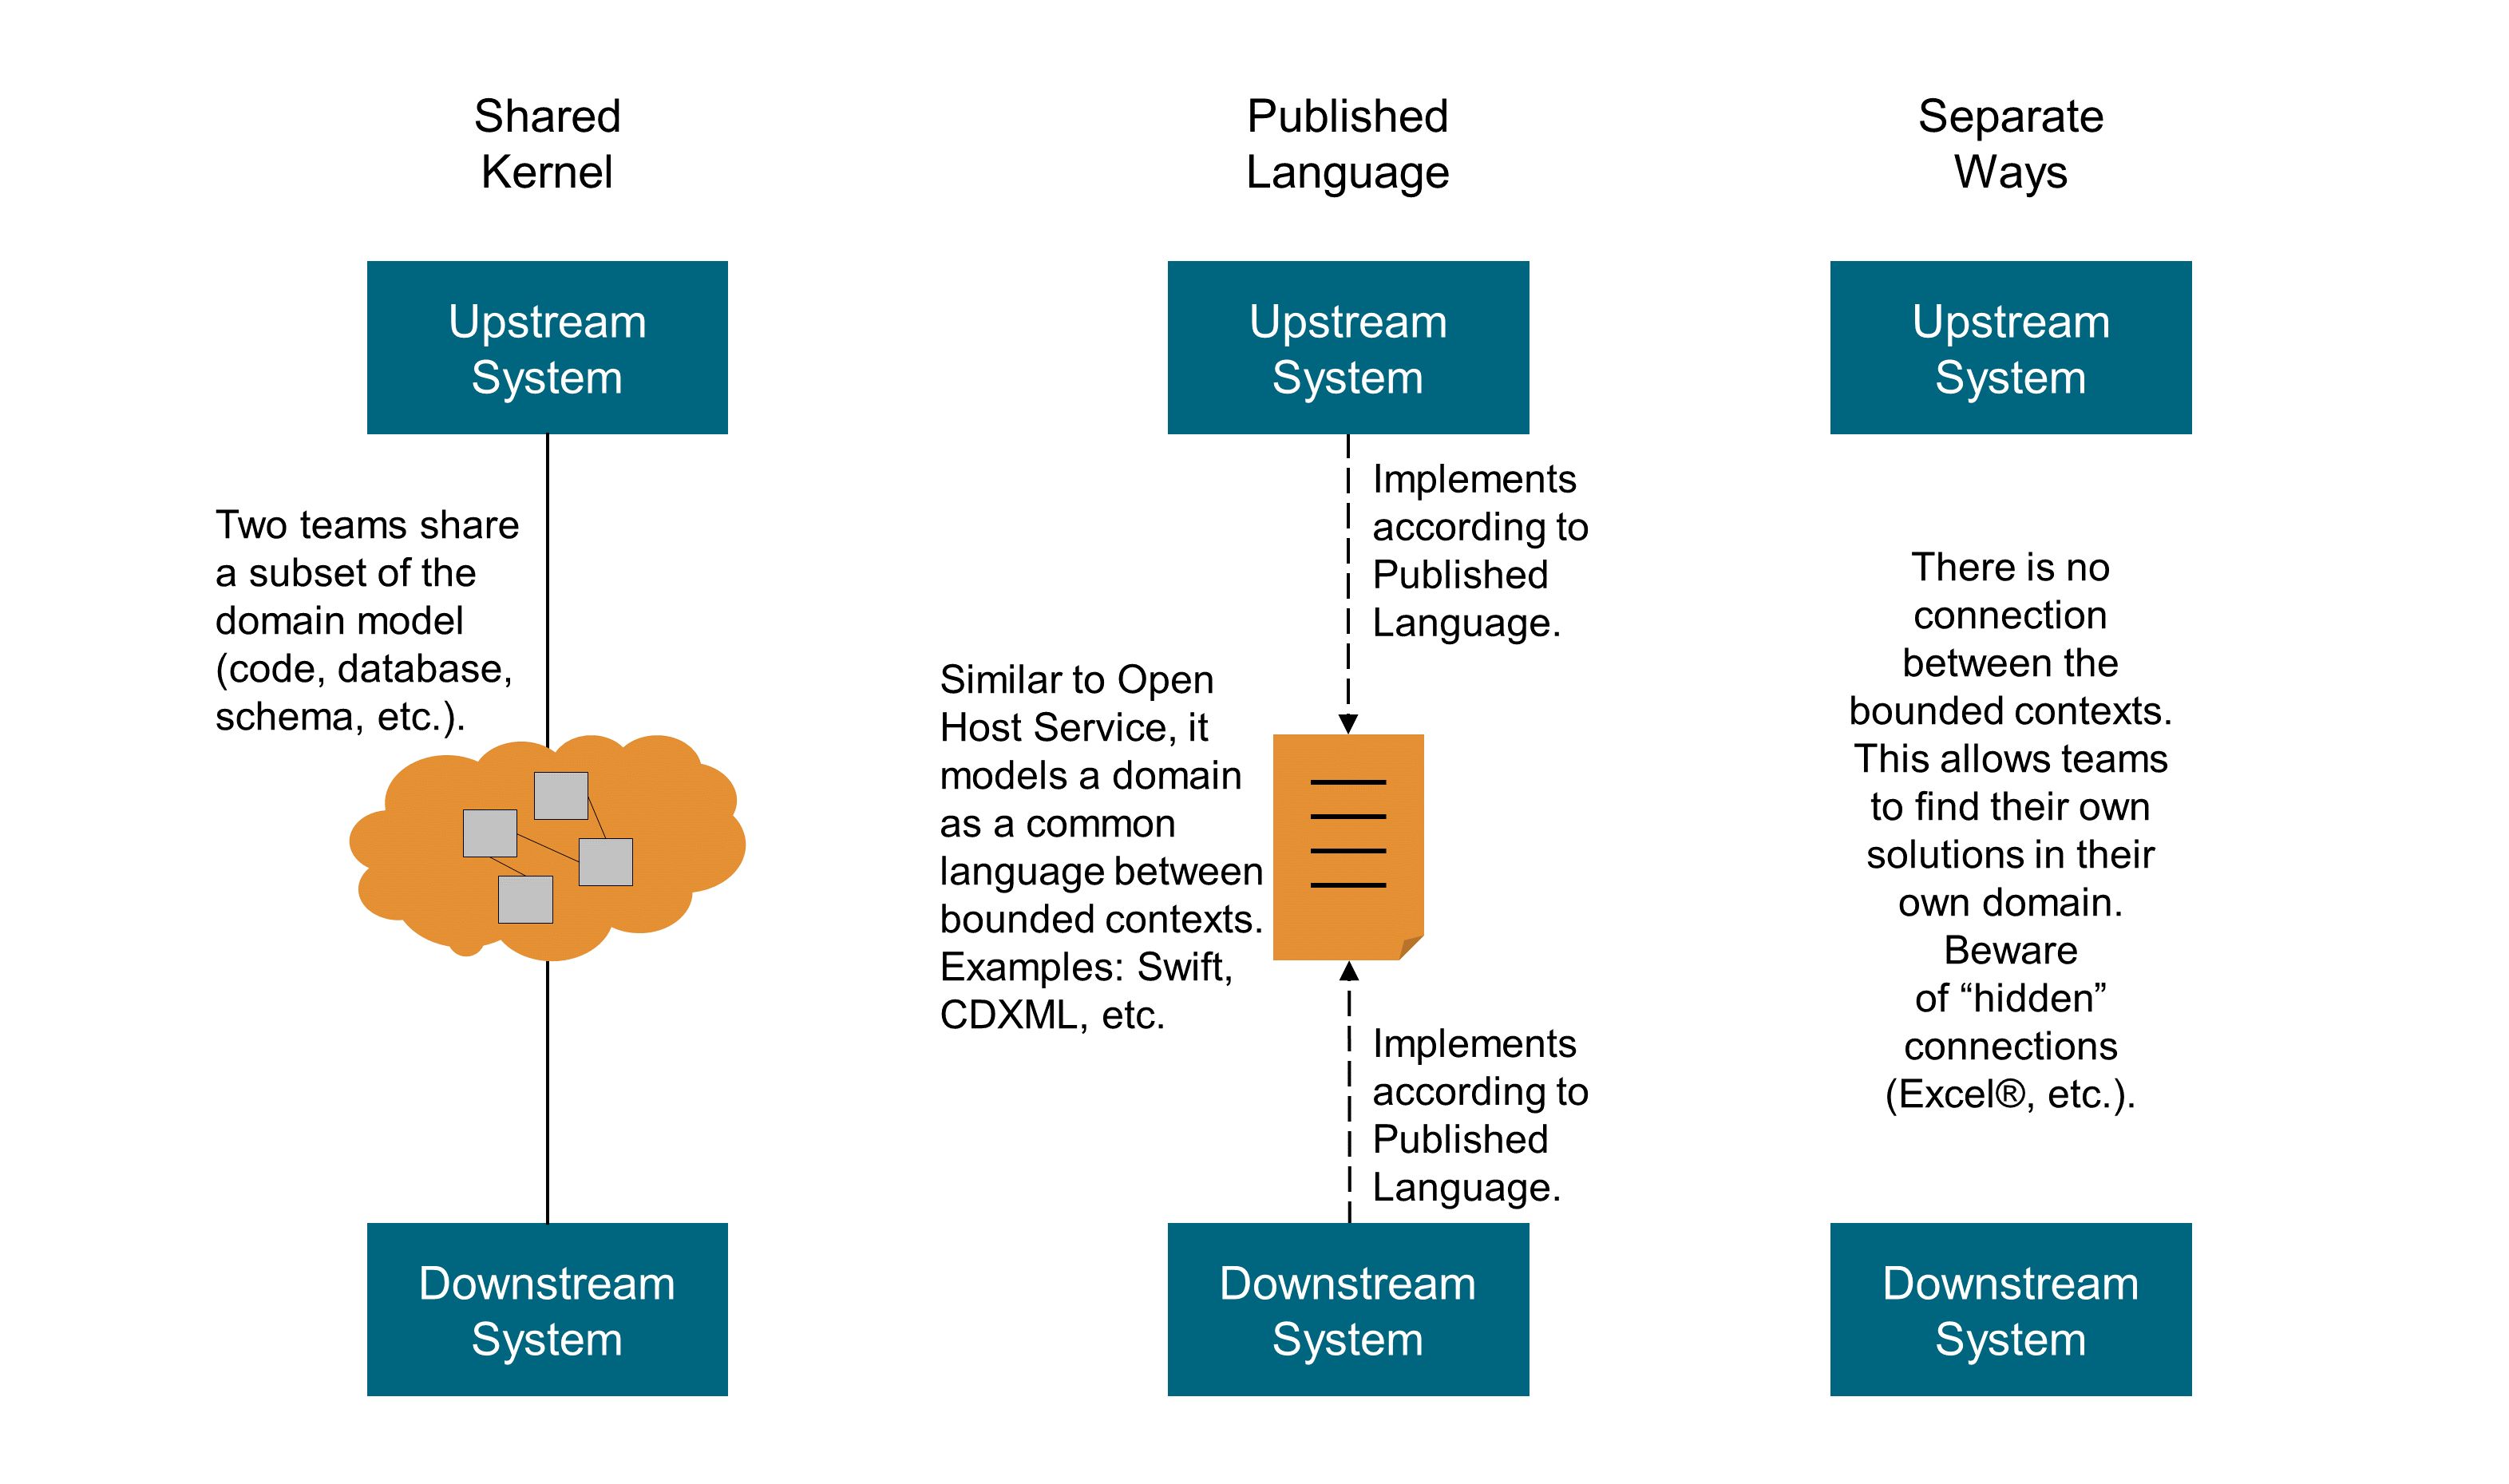 Shared
Kernel
Upstream
System
Two teams share
a subset of the
domain model
(code, database,
schema, etc.).
Downstream
System
Published
Language
Upstream
System
Implements
according to
Published
Language.
Similar to Open
Host Service, it
models a domain
as a common
language between
bounded contexts.
Examples: Swift,
CDXML, etc.
Implements
according to
Published
Language.
Downstream
System
Separate
Ways
Upstream
System
There is no
connection
between the
bounded contexts.
This allows teams
to find their own
solutions in their
own domain.
Beware
of “hidden”
connections
(Excel®, etc.).
Downstream
System